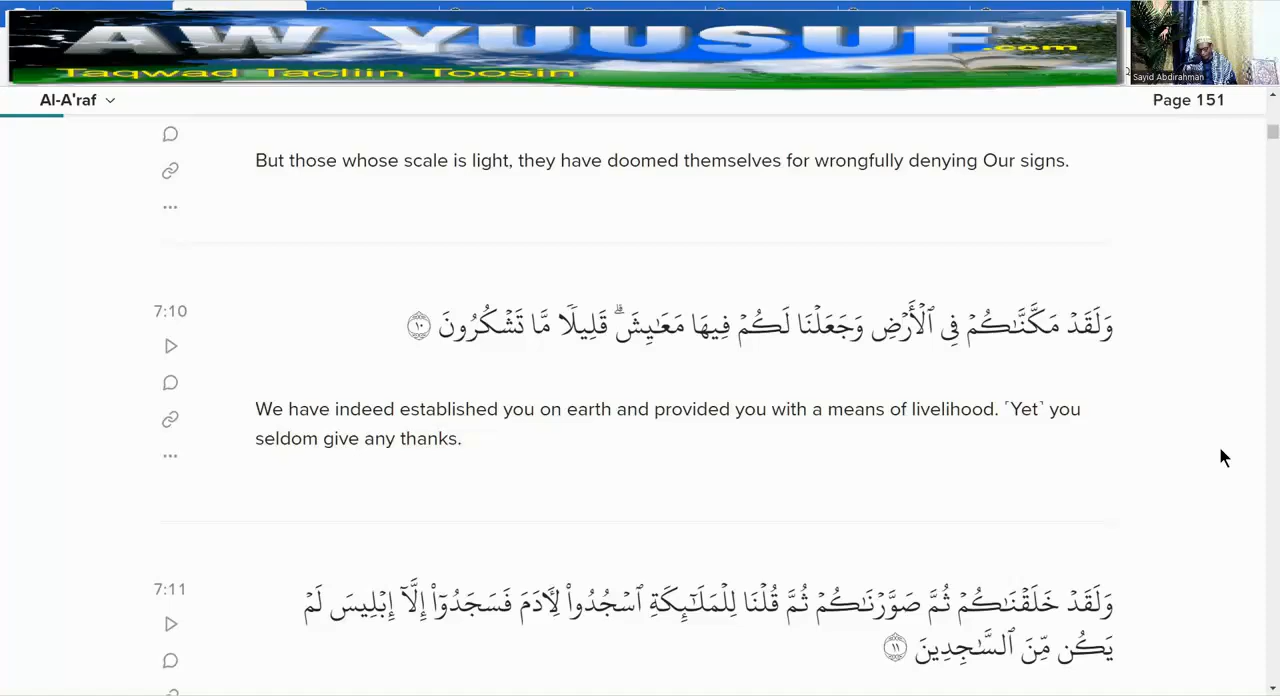 AW YUUSUF.com
Taqwad Tacliin Toosin
Sayid Abdirahman
Al-A'raf
Page 151
But those whose scale is light, they have doomed themselves for wrongfully denying Our signs.
7:10
وَلَقَدْ مَكَّنَّـٰكُمْ فِى ٱلْأَرْضِ وَجَعَلْنَا لَكُمْ فِيهَا مَعَـٰيِشَ ۗ قَلِيلًا مَّا تَشْكُرُونَ ١٠
We have indeed established you on earth and provided you with a means of livelihood. ˹Yet˺ you
seldom give any thanks.
7:11
وَلَقَدْ خَلَقْنَـٰكُمْ ثُمَّ صَوَّرْنَـٰكُمْ ثُمَّ قُلْنَا لِلْمَلَـٰٓئِكَةِ ٱسْجُدُوا۟ لِـَٔادَمَ فَسَجَدُوٓا۟ إِلَّآ إِبْلِيسَ لَمْ
يَكُن مِّنَ ٱلسَّـٰجِدِينَ ١١